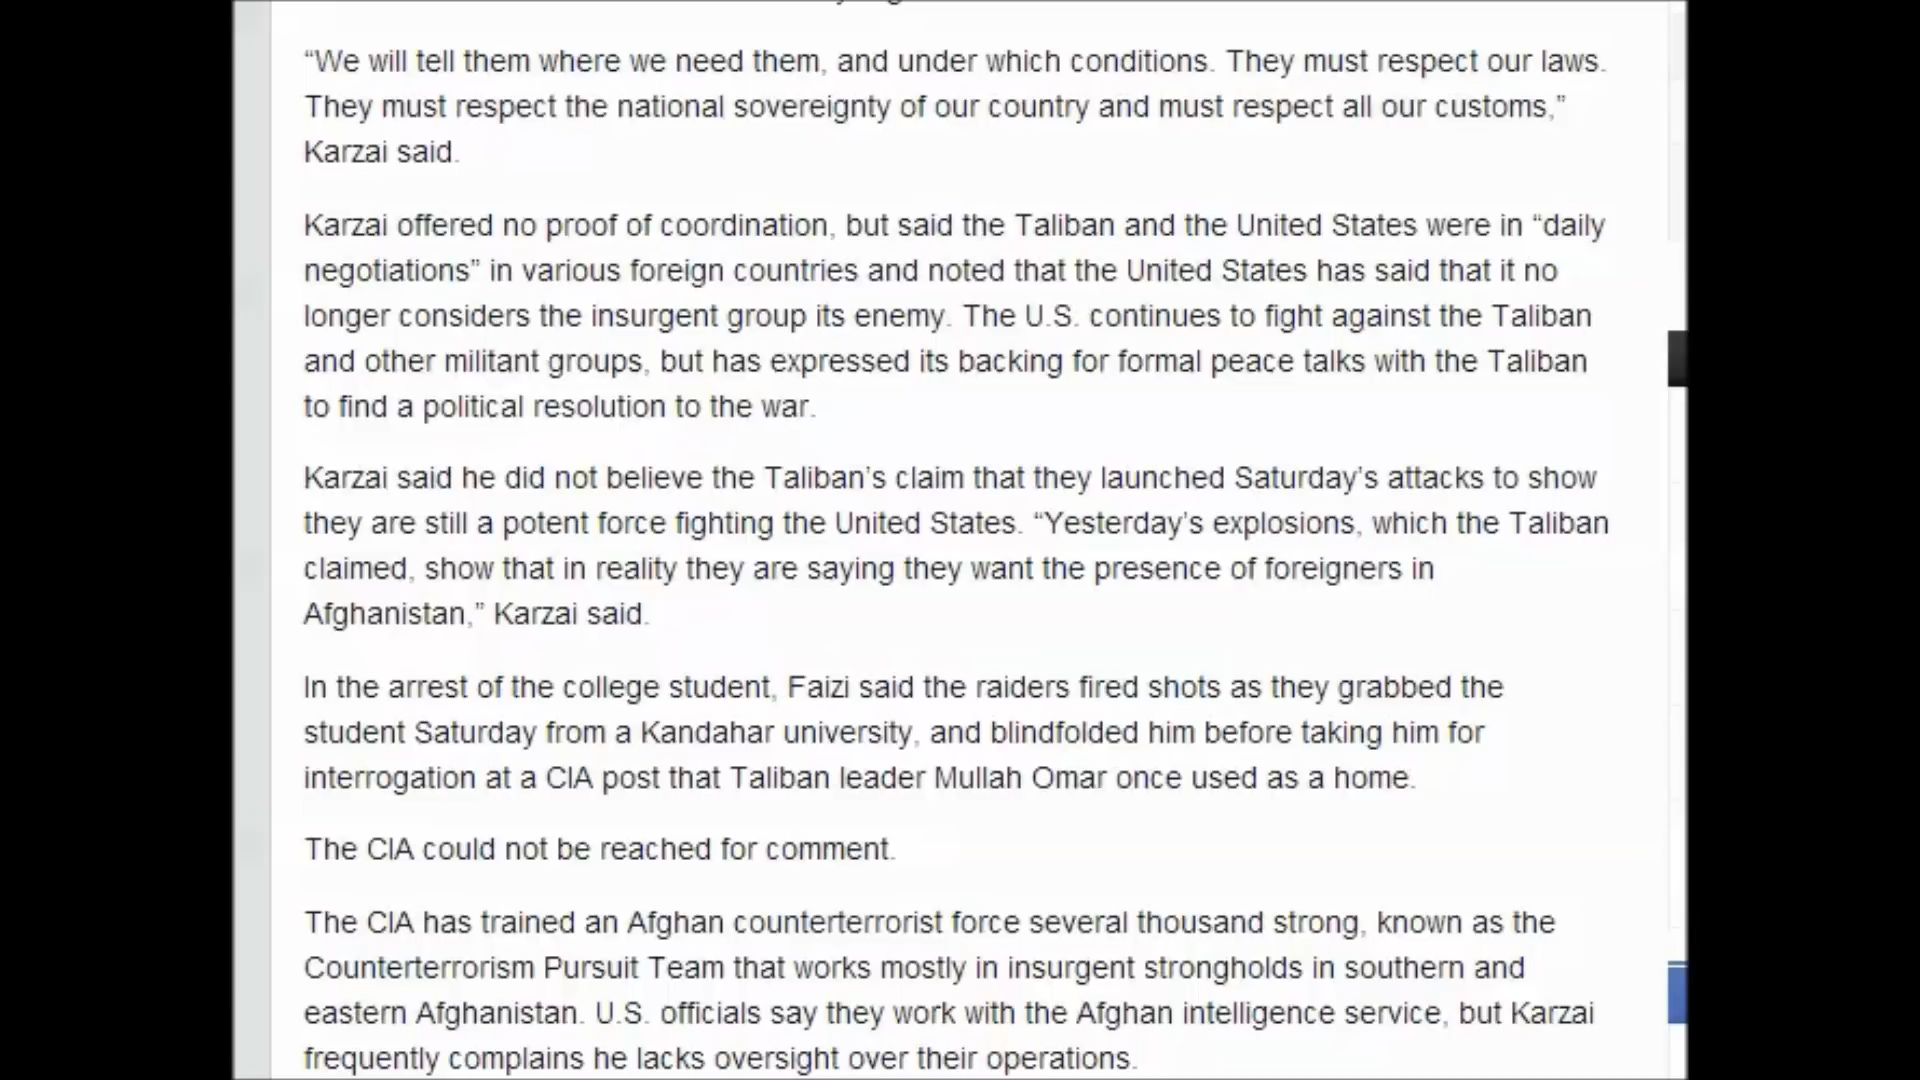 “We will tell them where we need them, and under which conditions. They must respect our laws.
They must respect the national sovereignty of our country and must respect all our customs,”
Karzai said.
Karzai offered no proof of coordination, but said the Taliban and the United States were in “daily
negotiations” in various foreign countries and noted that the United States has said that it no
longer considers the insurgent group its enemy. The U.S. continues to fight against the Taliban
and other militant groups, but has expressed its backing for formal peace talks with the Taliban
to find a political resolution to the war.
Karzai said he did not believe the Taliban’s claim that they launched Saturday’s attacks to show
they are still a potent force fighting the United States. “Yesterday’s explosions, which the Taliban
claimed, show that in reality they are saying they want the presence of foreigners in
Afghanistan,” Karzai said.
In the arrest of the college student, Faizi said the raiders fired shots as they grabbed the
student Saturday from a Kandahar university, and blindfolded him before taking him for
interrogation at a CIA post that Taliban leader Mullah Omar once used as a home.
The CIA could not be reached for comment.
The CIA has trained an Afghan counterterrorist force several thousand strong, known as the
Counterterrorism Pursuit Team that works mostly in insurgent strongholds in southern and
eastern Afghanistan. U.S. officials say they work with the Afghan intelligence service, but Karzai
frequently complains he lacks oversight over their operations.